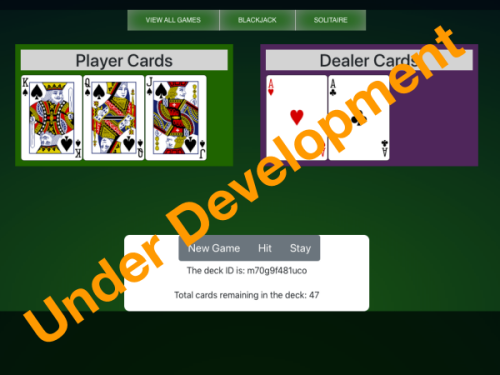 VIEW ALL GAMES BLACKJACK SOLITAIRE
Player Cards
Dealer Cards
K Q J A A
K Q J A
New Game Hit Stay
The deck ID is: m70g9f481uco
Total cards remaining in the deck: 47
Under Development